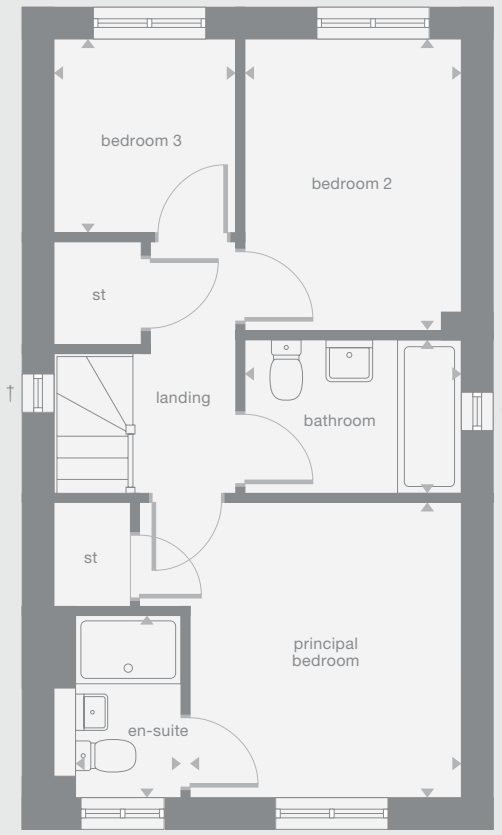 bedroom 3
bedroom 2
st
†
landing
bathroom
st
principal
bedroom
en-suite